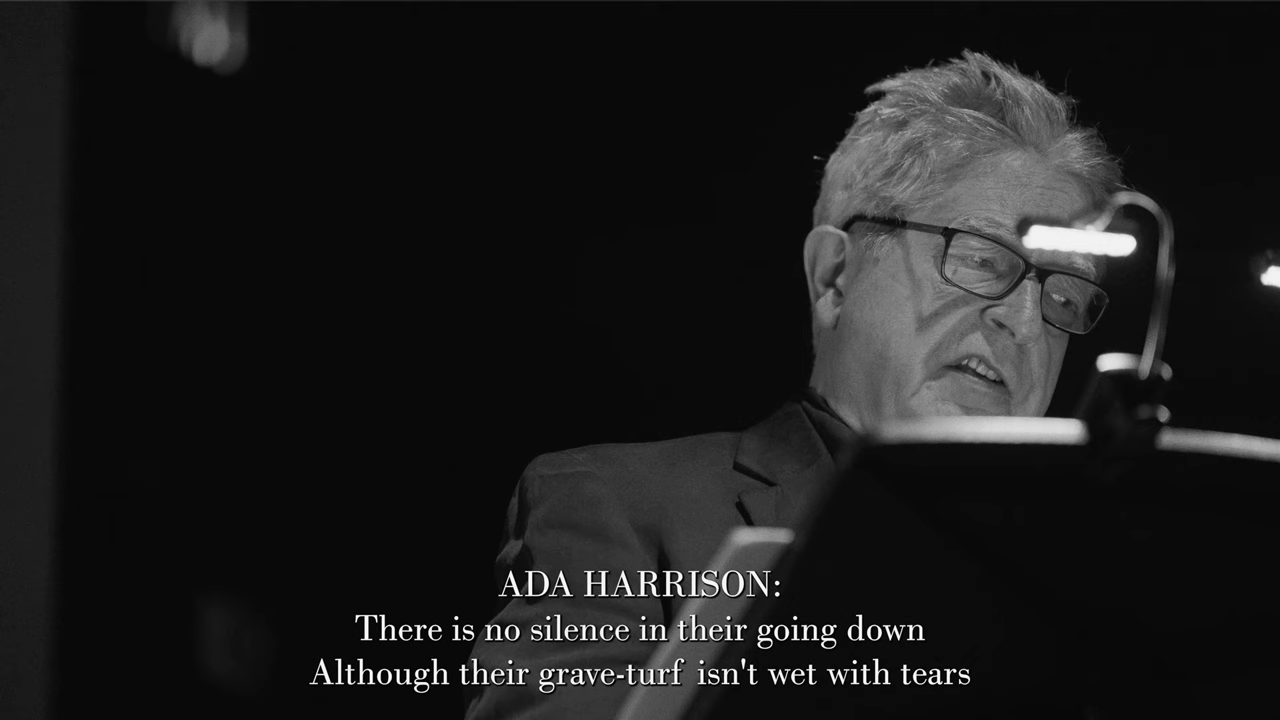 ADA HARRISON:
There is no silence in their going down
Although their grave-turf isn't wet with tears